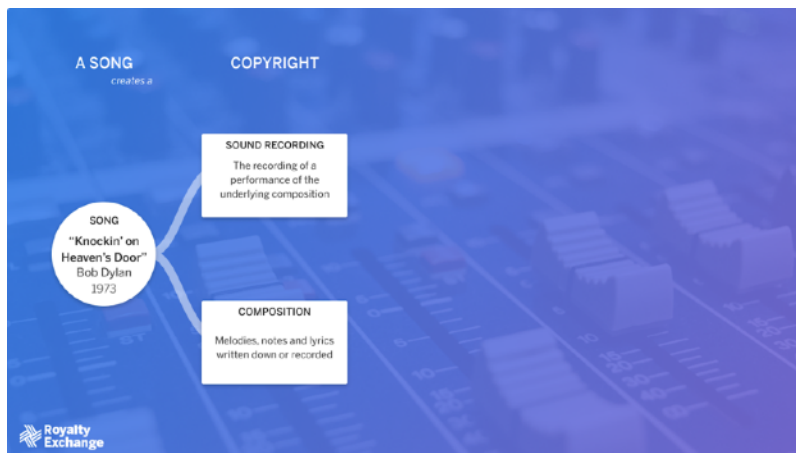 A SONG
creates a
COPYRIGHT
SOUND RECORDING
The recording of a
performance of the
underlying composition
SONG
“Knockin’ on
Heaven’s Door”
Bob Dylan
1973
COMPOSITION
Melodies, notes and lyrics
written down or recorded
Royalty
Exchange